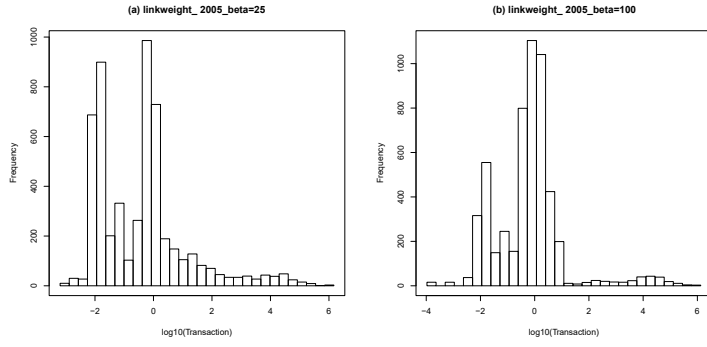 (a) linkweight_ 2005_beta=25
Frequency
1000
800
600
400
200
0
−2 0 2 4 6
log10(Transaction)
(b) linkweight_ 2005_beta=100
Frequency
1000
800
600
400
200
0
−4 −2 0 2 4 6
log10(Transaction)